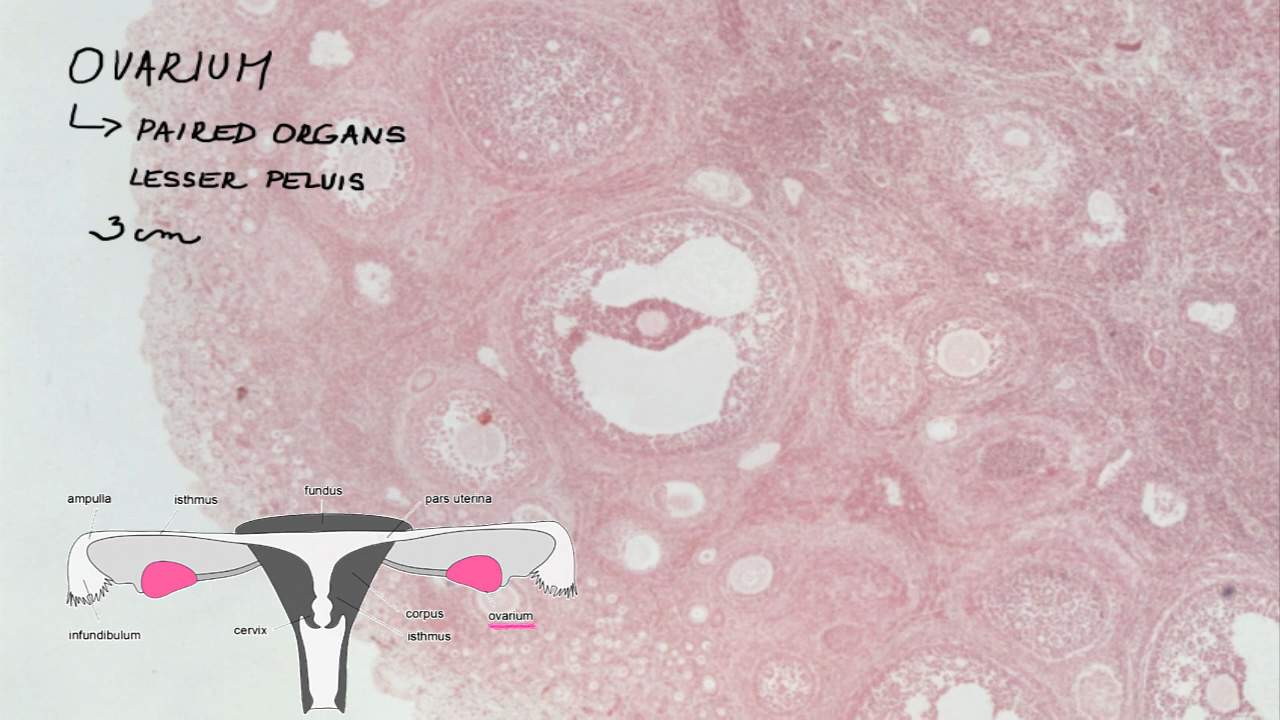 OVARIUM
PAIRED ORGANS
LESSER PELVIS
3 cm
ampulla
isthmus
fundus
pars uterina
infundibulum
cervix
corpus
isthmus
ovarium